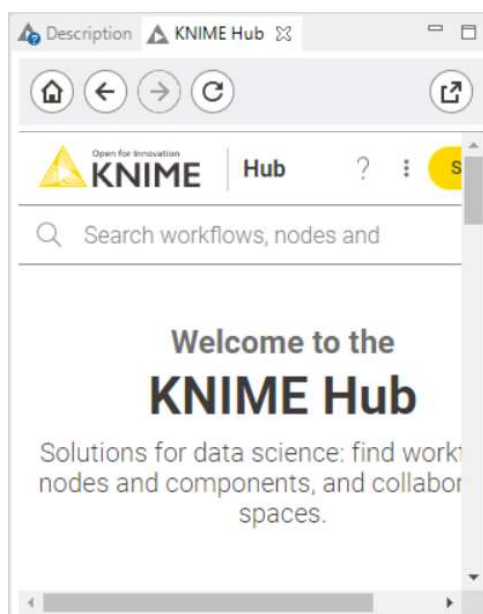 Description KNIME Hub
Open for Innovation
KNIME Hub ? S
Search workflows, nodes and
Welcome to the
KNIME Hub
Solutions for data science: find workf
nodes and components, and collabor
spaces.